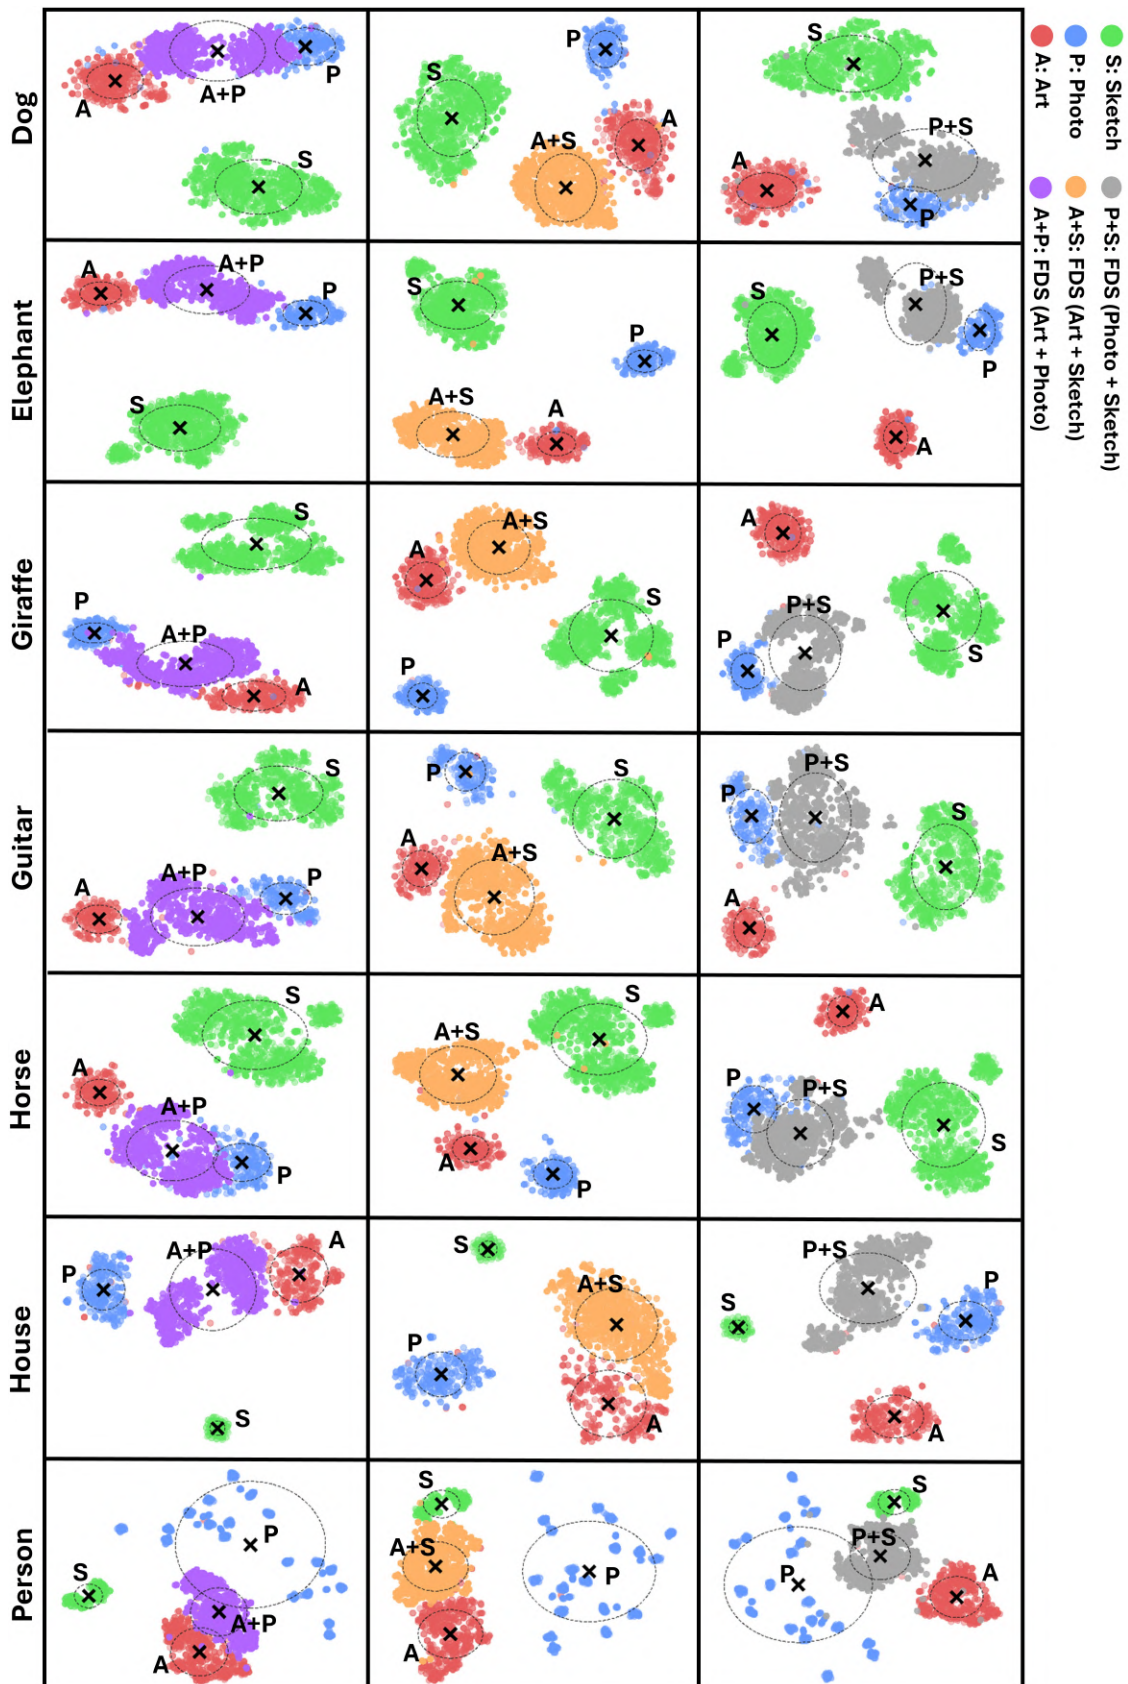 S: Sketch
P: Photo
A: Art
P+S: FDS (Photo + Sketch)
A+S: FDS (Art + Sketch)
A+P: FDS (Art + Photo)
Dog
A
A+P
P
S
S
P
A+S
A
S
P+S
A
P
Elephant
A
A+P
P
S
S
P
A+S
A
S
P+S
P
A
Giraffe
S
P
A+P
A
A+S
A
S
P
A
P+S
P
S
Guitar
S
A+P
A
P
P
S
A
A+S
P+S
P
S
A
Horse
S
A
A+P
P
S
A+S
A
P
A
P
P+S
S
House
A+P
A
P
S
S
A+S
P
A
P+S
P
S
A
Person
P
S
A+P
A
S
A+S
P
A
S
P+S
P
A